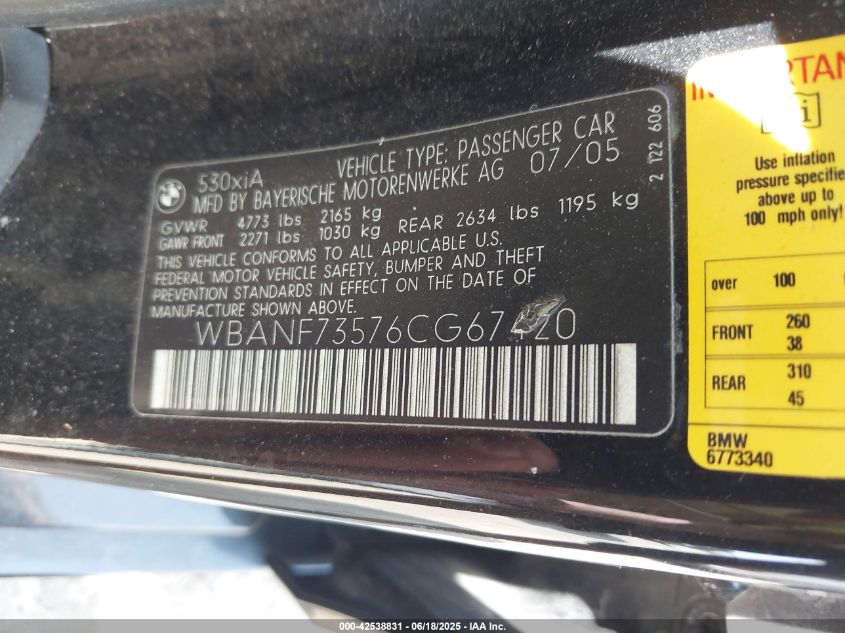 530xiA VEHICLE TYPE: PASSENGER CAR
MFD BY BAYERISCHE MOTORENWERKE AG 07/05
GVWR 4773 lbs 2165 kg
GAWR FRONT 2271 lbs 1030 kg REAR 2634 lbs 1195 kg
THIS VEHICLE CONFORMS TO ALL APPLICABLE U.S.
FEDERAL MOTOR VEHICLE SAFETY, BUMPER AND THEFT
PREVENTION STANDARDS IN EFFECT ON THE DATE OF
MANUFACTURE SHOWN ABOVE.
WBANF73576CG67420
2 122 606
Use inflation
pressure specifie
above up to
100 mph only!
over 100
FRONT 260
38
REAR 310
45
BMW
6773340
000-42538831 - 06/18/2025 - IAA Inc.